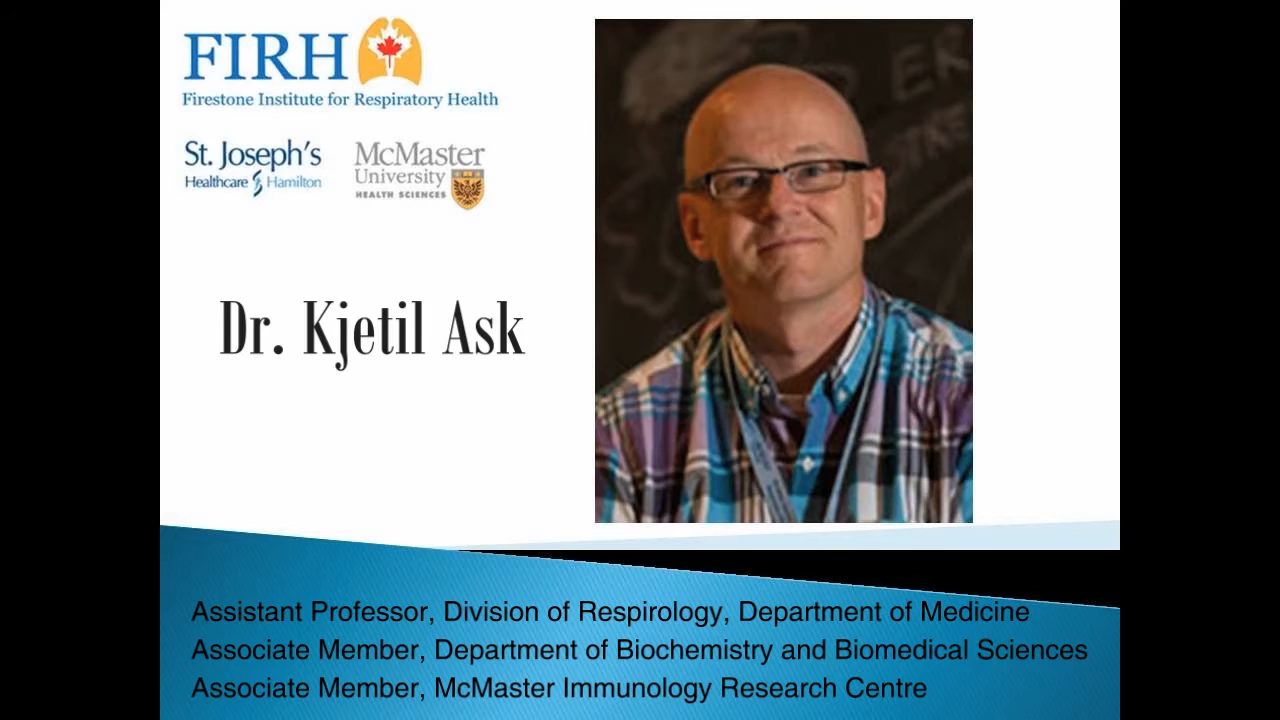 FIRH
Firestone Institute for Respiratory Health
St. Joseph's
Healthcare Hamilton
McMaster
University
HEALTH SCIENCES
Dr. Kjetil Ask
Assistant Professor, Division of Respirology, Department of Medicine
Associate Member, Department of Biochemistry and Biomedical Sciences
Associate Member, McMaster Immunology Research Centre